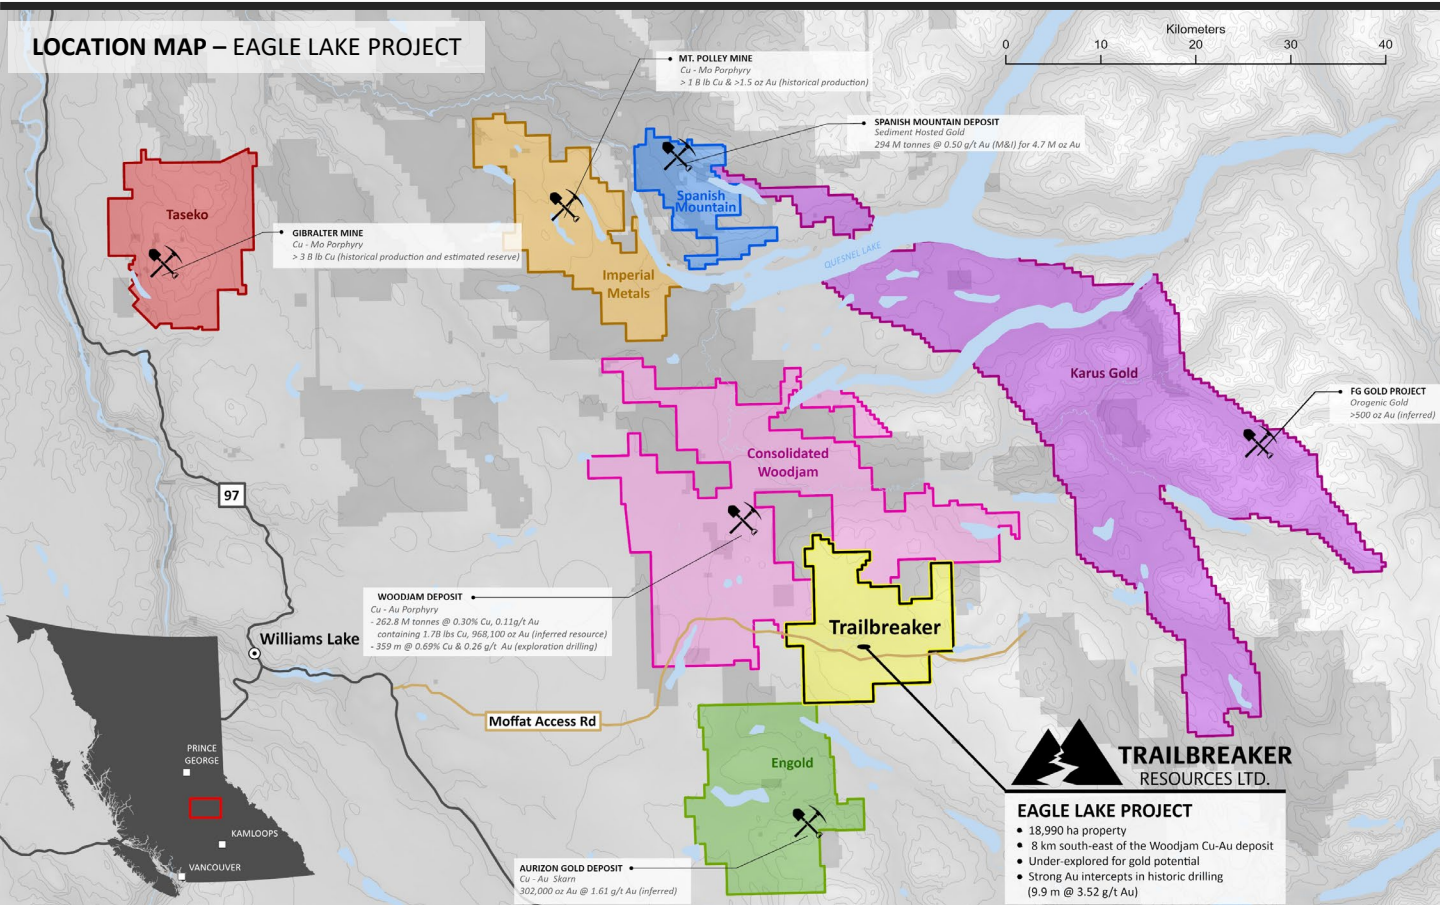 LOCATION MAP – EAGLE LAKE PROJECT
Kilometers
0 10 20 30 40
MT. POLLEY MINE
Cu - Mo Porphyry
> 1 B lb Cu & >1.5 oz Au (historical production)
SPANISH MOUNTAIN DEPOSIT
Sediment Hosted Gold
294 M tonnes @ 0.50 g/t Au (M&I) for 4.7 M oz Au
Taseko
GIBRALTER MINE
Cu - Mo Porphyry
> 3 B lb Cu (historical production and estimated reserve)
Spanish
Mountain
Imperial
Metals
QUESNEL LAKE
Karus Gold
FG GOLD PROJECT
Orogenic Gold
>500 oz Au (inferred)
Consolidated
Woodjam
97
WOODJAM DEPOSIT
Cu - Au Porphyry
- 262.8 M tonnes @ 0.30% Cu, 0.11g/t Au
containing 1.7B lbs Cu, 968,100 oz Au (inferred resource)
- 359 m @ 0.69% Cu & 0.26 g/t Au (exploration drilling)
Williams Lake
Trailbreaker
Moffat Access Rd
Engold
AURIZON GOLD DEPOSIT
Cu - Au Skarn
302,000 oz Au @ 1.61 g/t Au (inferred)
PRINCE
GEORGE
KAMLOOPS
VANCOUVER
TRAILBREAKER
RESOURCES LTD.
EAGLE LAKE PROJECT
• 18,990 ha property
• 8 km south-east of the Woodjam Cu-Au deposit
• Under-explored for gold potential
• Strong Au intercepts in historic drilling
(9.9 m @ 3.52 g/t Au)